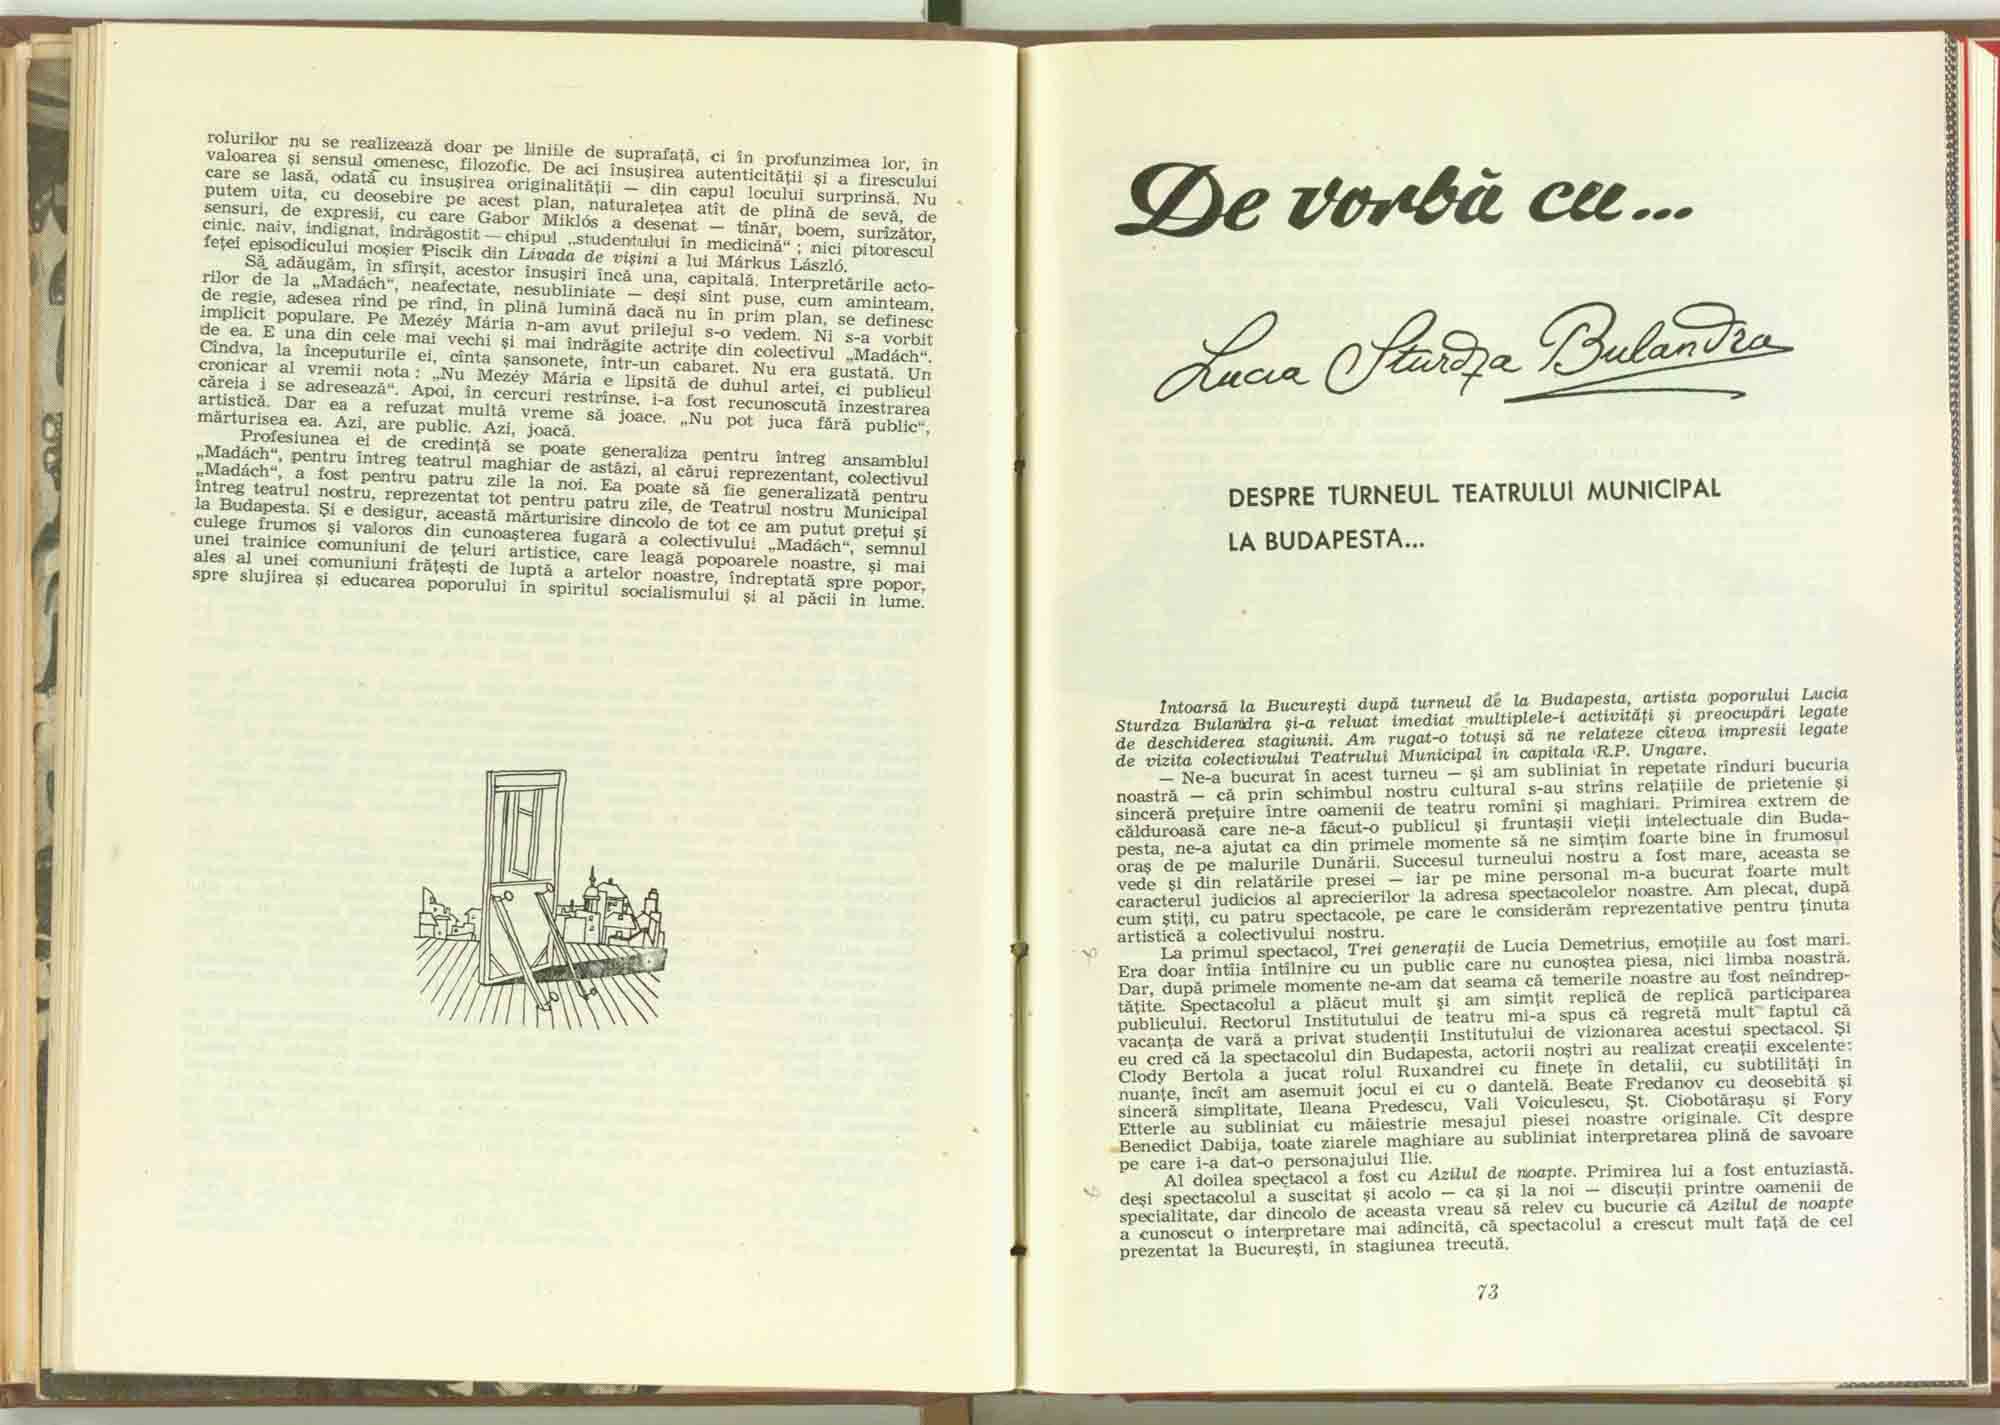 rolurilor nu se realizează doar pe liniile de suprafață, ci în profunzimea lor, în
valoarea și sensul omenesc, filozofic. De aci însușirea autenticității și a firescului
care se lasă, odată cu însușirea originalității — din capul locului surprinsă. Nu
putem uita, cu deosebire pe acest plan, naturalețea atît de plină de sevă, de
sensuri, de expresii, cu care Gabor Miklós a desenat — tînăr, boem, surîzător,
cinic, naiv, indignat, îndrăgostit — chipul „studentului în medicină“ ; nici pitorescul
feței episodicului moșier Piscik din Livada de vișini a lui Márkus László.
Să adăugăm, în sfîrșit, acestor însușiri încă una, capitală. Interpretările acto-
rilor de la „Madách“, neafectate, nesubliniate — deși sînt puse, cum aminteam,
de regie, adesea rînd pe rînd, în plină lumină dacă nu în prim plan, se definesc
implicit populare. Pe Mezéy Mária n-am avut prilejul s-o vedem. Ni s-a vorbit
de ea. E una din cele mai vechi și mai îndrăgite actrițe din colectivul „Madách“.
Cîndva, la începuturile ei, cînta șansonete, într-un cabaret. Nu era gustată. Un
cronicar al vremii nota : „Nu Mezéy Mária e lipsită de duhul artei, ci publicul
căreia i se adresează“. Apoi, în cercuri restrînse, i-a fost recunoscută înzestrarea
artistică. Dar ea a refuzat multă vreme să joace. „Nu pot juca fără public“,
mărturisea ea. Azi, are public. Azi, joacă.
Profesiunea ei de credință se poate generaliza pentru întreg ansamblul
„Madách“, pentru întreg teatrul maghiar de astăzi, al cărui reprezentant, colectivul
„Madách“, a fost pentru patru zile la noi. Ea poate să fie generalizată pentru
întreg teatrul nostru, reprezentat tot pentru patru zile, de Teatrul nostru Municipal
la Budapesta. Și e desigur, această mărturisire dincolo de tot ce am putut prețui și
culege frumos și valoros din cunoașterea fugară a colectivului „Madách“, semnul
unei trainice comuniuni de țeluri artistice, care leagă popoarele noastre, și mai
ales al unei comuniuni frățești de luptă a artelor noastre, îndreptată spre popor,
spre slujirea și educarea poporului în spiritul socialismului și al păcii în lume.
De vorbă cu...
Lucia Sturdza Bulandra
DESPRE TURNEUL TEATRULUI MUNICIPAL
LA BUDAPESTA...
Întoarsă la București după turneul de la Budapesta, artista poporului Lucia
Sturdza Bulandra și-a reluat imediat multiplele-i activități și preocupări legate
de deschiderea stagiunii. Am rugat-o totuși să ne relateze cîteva impresii legate
de vizita colectivului Teatrului Municipal în capitala R.P. Ungare.
— Ne-a bucurat în acest turneu — și am subliniat în repetate rînduri bucuria
noastră — că prin schimbul nostru cultural s-au strîns relațiile de prietenie și
sinceră prețuire între oamenii de teatru romîni și maghiari. Primirea extrem de
călduroasă care ne-a făcut-o publicul și fruntașii vieții intelectuale din Buda-
pesta, ne-a ajutat ca din primele momente să ne simțim foarte bine în frumosul
oraș de pe malurile Dunării. Succesul turneului nostru a fost mare, aceasta se
vede și din relatările presei — iar pe mine personal m-a bucurat foarte mult
caracterul judicios al aprecierilor la adresa spectacolelor noastre. Am plecat, după
cum știți, cu patru spectacole, pe care le considerăm reprezentative pentru ținuta
artistică a colectivului nostru.
La primul spectacol, Trei generații de Lucia Demetrius, emoțiile au fost mari.
Era doar întîia întîlnire cu un public care nu cunoștea piesa, nici limba noastră.
Dar, după primele momente ne-am dat seama că temerile noastre au fost neîndrep-
tățite. Spectacolul a plăcut mult și am simțit replică de replică participarea
publicului. Rectorul Institutului de teatru mi-a spus că regretă mult faptul că
vacanța de vară a privat studenții Institutului de vizionarea acestui spectacol. Și
eu cred că la spectacolul din Budapesta, actorii noștri au realizat creații excelente:
Clody Bertola a jucat rolul Ruxandrei cu finețe în detalii, cu subtilități în
nuanțe, încît am asemuit jocul ei cu o dantelă. Beate Fredanov cu deosebită și
sinceră simplitate, Ileana Predescu, Vali Voiculescu, Șt. Ciobotărașu și Fory
Etterle au subliniat cu măiestrie mesajul piesei noastre originale. Cît despre
Benedict Dabija, toate ziarele maghiare au subliniat interpretarea plină de savoare
pe care i-a dat-o personajului Ilie.
Al doilea spectacol a fost cu Azilul de noapte. Primirea lui a fost entuziastă,
deși spectacolul a suscitat și acolo — ca și la noi — discuții printre oamenii de
specialitate, dar dincolo de aceasta vreau să relev cu bucurie că Azilul de noapte
a cunoscut o interpretare mai adîncită, că spectacolul a crescut mult față de cel
prezentat la București, în stagiunea trecută.
73